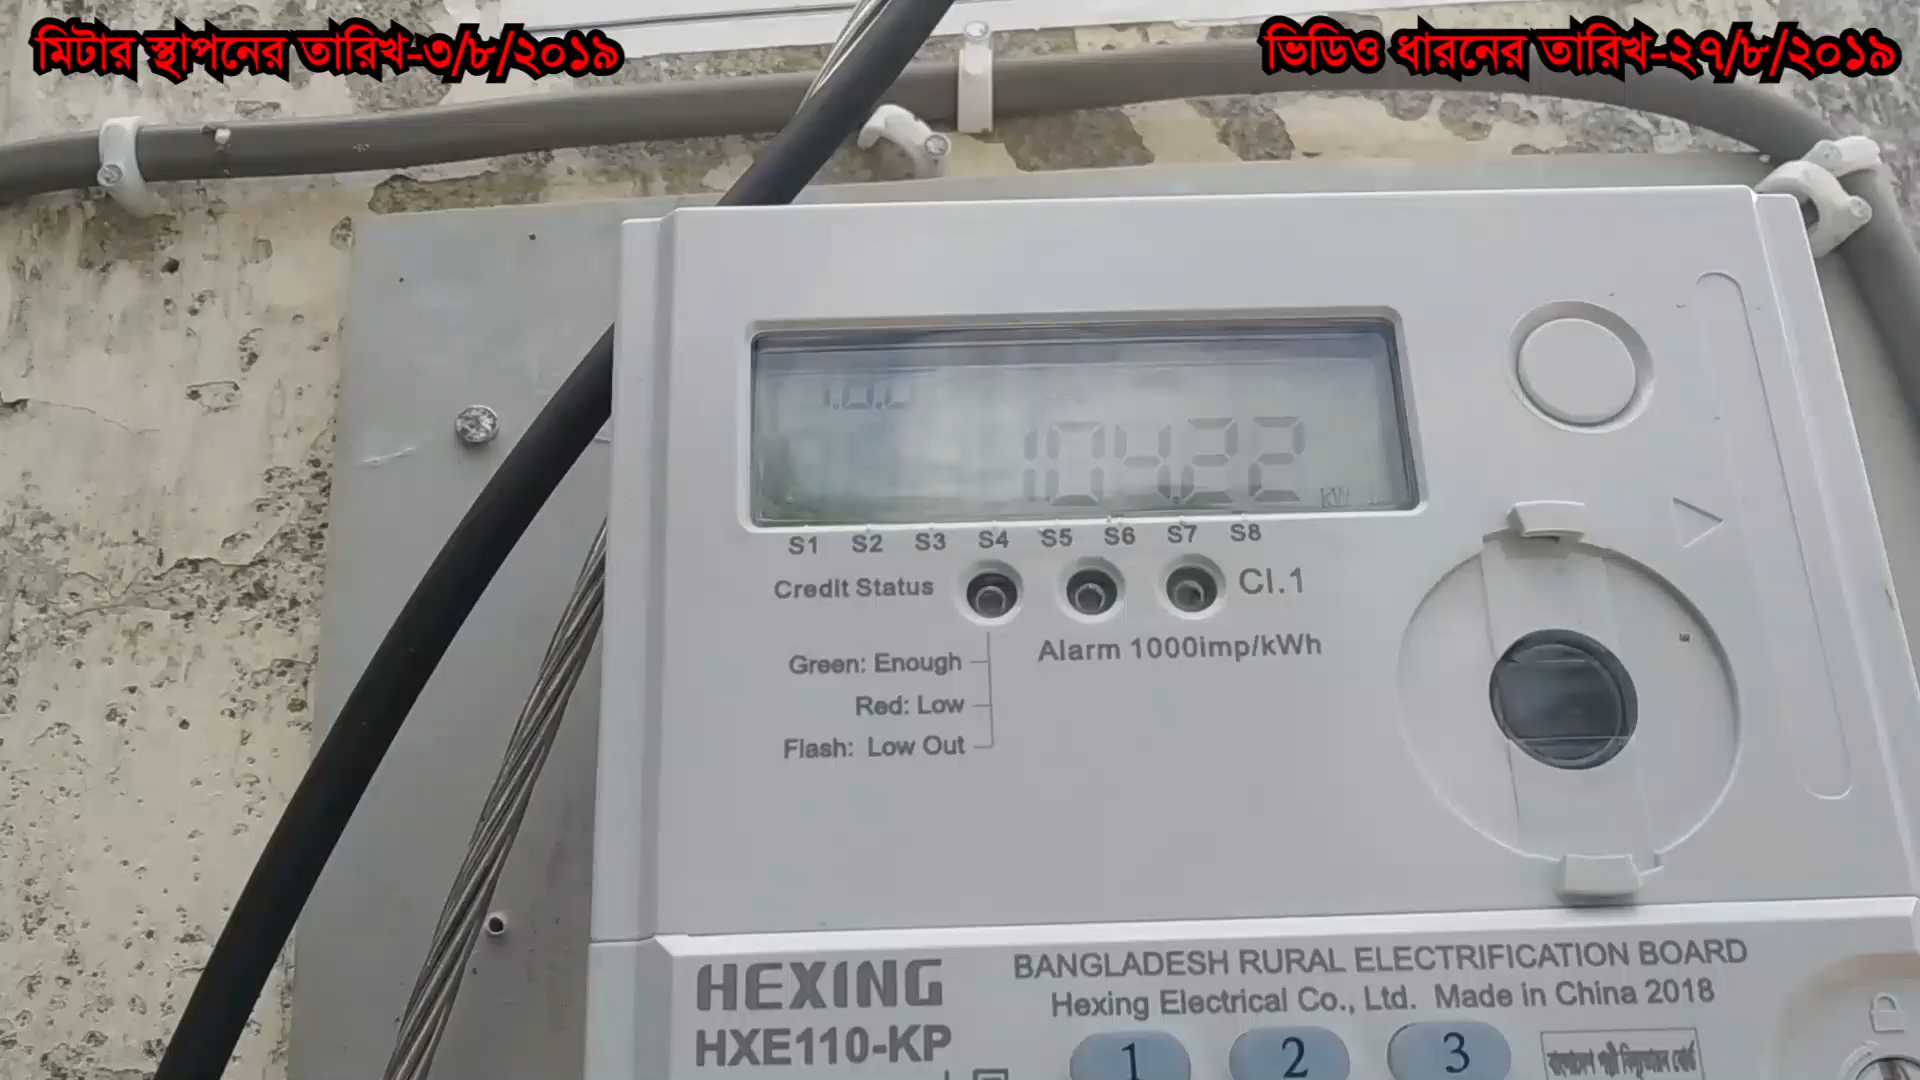 মিটার স্থাপনের তারিখ-৩/৮/২০১৯
ভিডিও ধারনের তারিখ-২৭/৮/২০১৯
104.22
S1 S2 S3 S4 S5 S6 S7 S8
Credit Status
Cl.1
Alarm 1000imp/kWh
Green: Enough
Red: Low
Flash: Low Out
HEXING
HXE110-KP
BANGLADESH RURAL ELECTRIFICATION BOARD
Hexing Electrical Co., Ltd. Made in China 2018
1 2 3